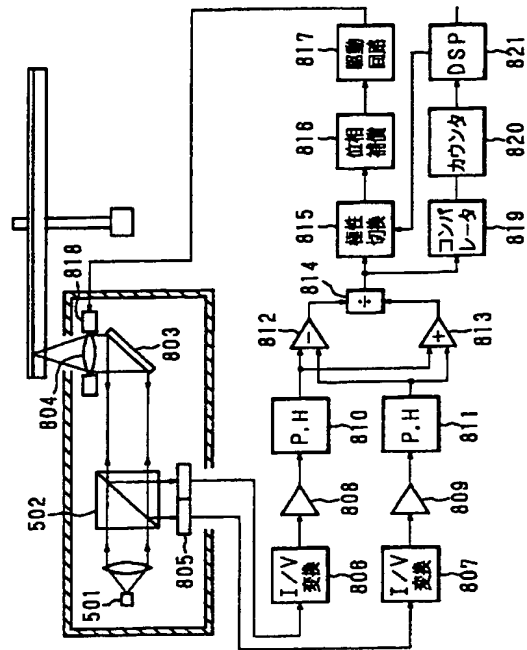 818
804
803
502
501
805
I/V
変換
806
I/V
変換
807
808
809
P,H
810
P,H
811
812
−
813
+
814
÷
極性
切換
815
位相
補償
816
駆動
回路
817
コンパ
レータ
819
カウンタ
820
DSP
821